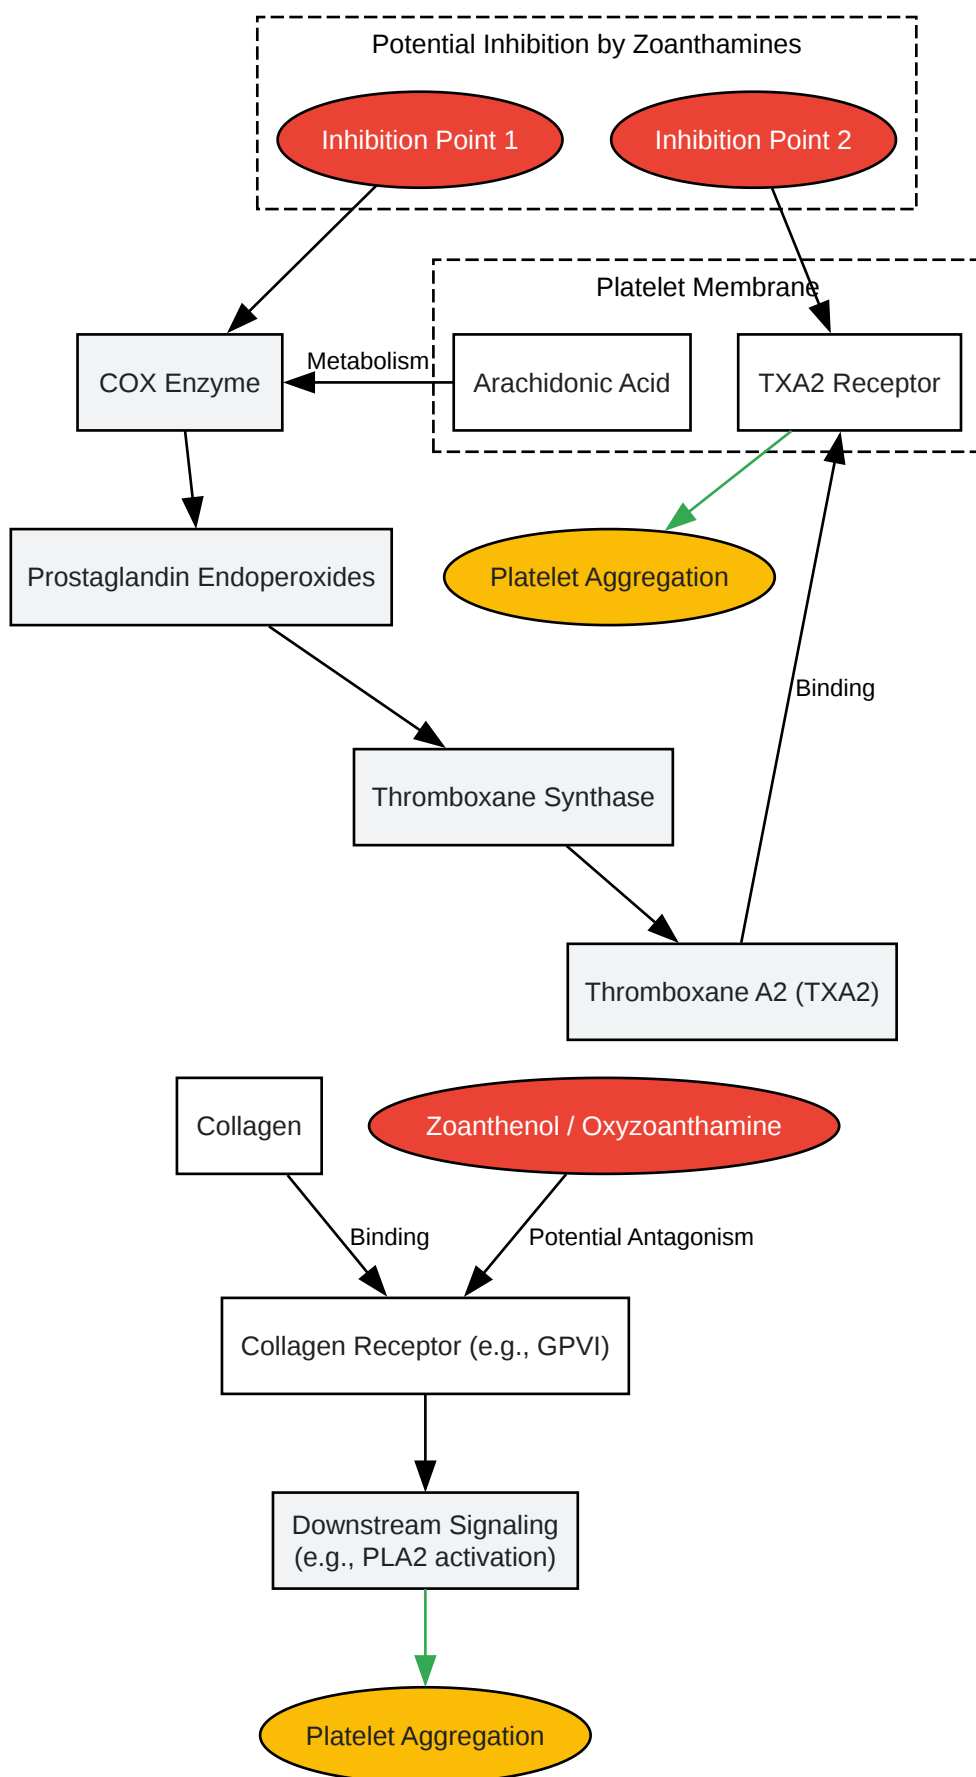 Potential Inhibition by Zoanthamines
Inhibition Point 1
Inhibition Point 2
Platelet Membrane
COX Enzyme
Metabolism
Arachidonic Acid
TXA2 Receptor
Prostaglandin Endoperoxides
Platelet Aggregation
Binding
Thromboxane Synthase
Thromboxane A2 (TXA2)
Collagen
Zoanthenol / Oxyzoanthamine
Binding
Potential Antagonism
Collagen Receptor (e.g., GPVI)
Downstream Signaling
(e.g., PLA2 activation)
Platelet Aggregation